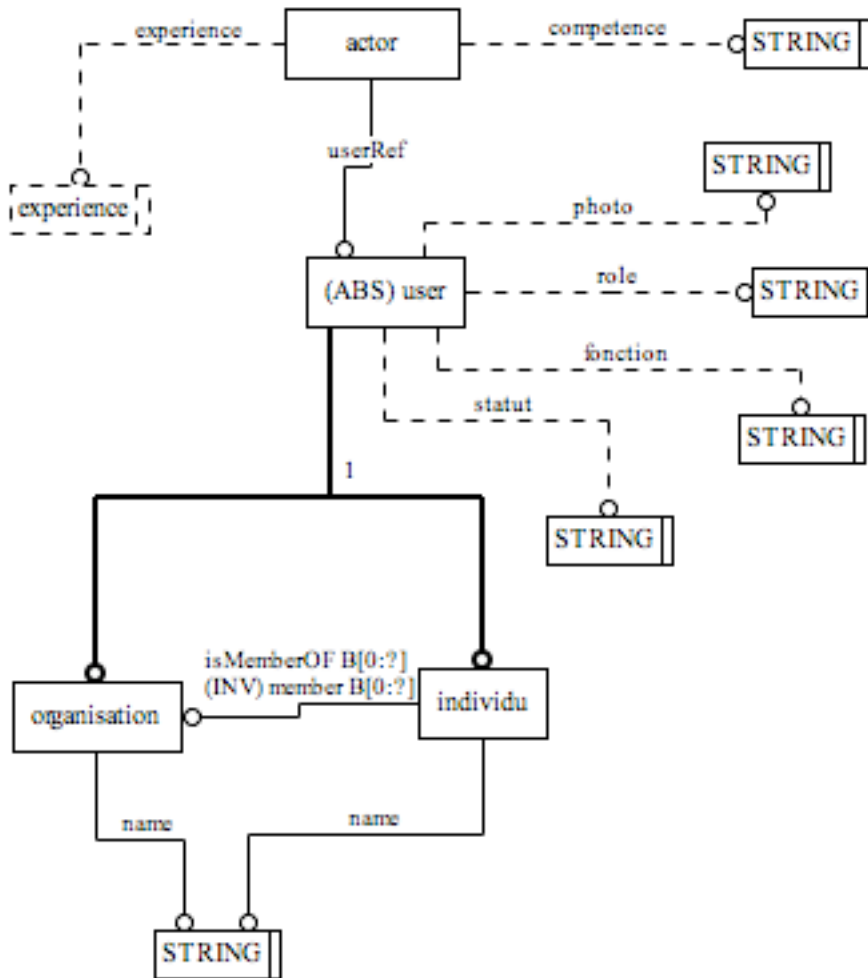 experience
actor
competence
STRING
userRef
STRING
experience
photo
(ABS) user
role
STRING
fonction
statut
STRING
1
STRING
isMemberOF B[0:?]
(INV) member B[0:?]
organisation
individu
name
name
STRING